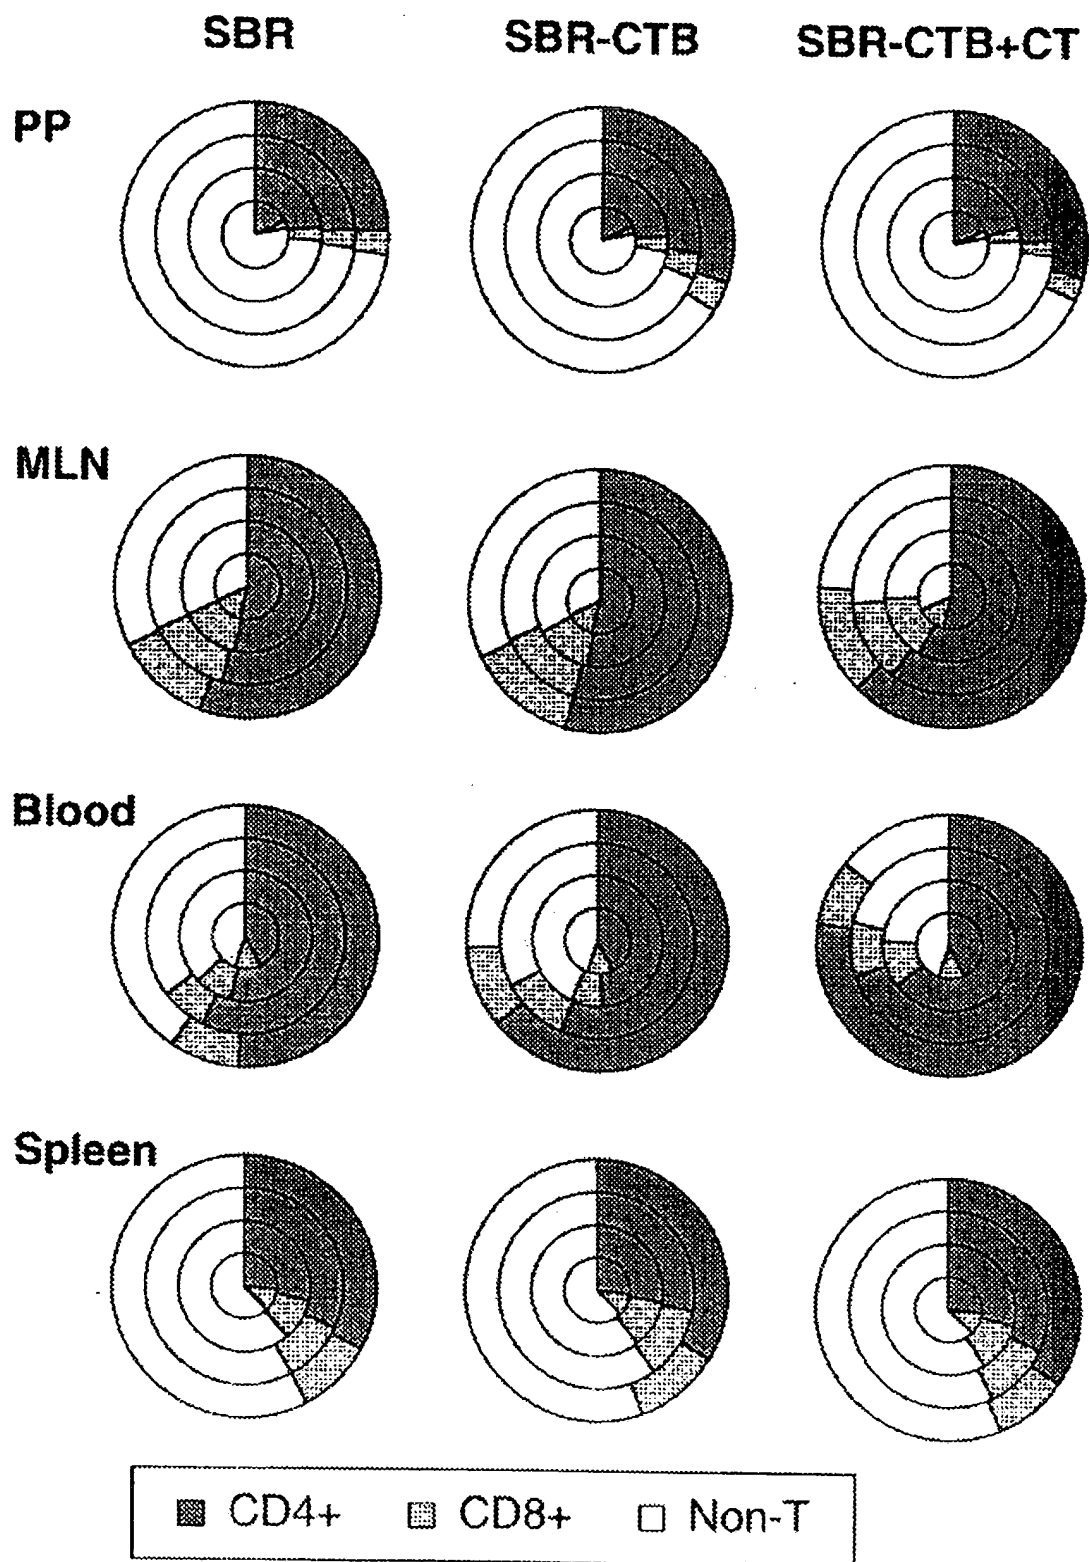 SBR SBR-CTB SBR-CTB+CT
PP
MLN
Blood
Spleen
CD4+ CD8+ Non-T